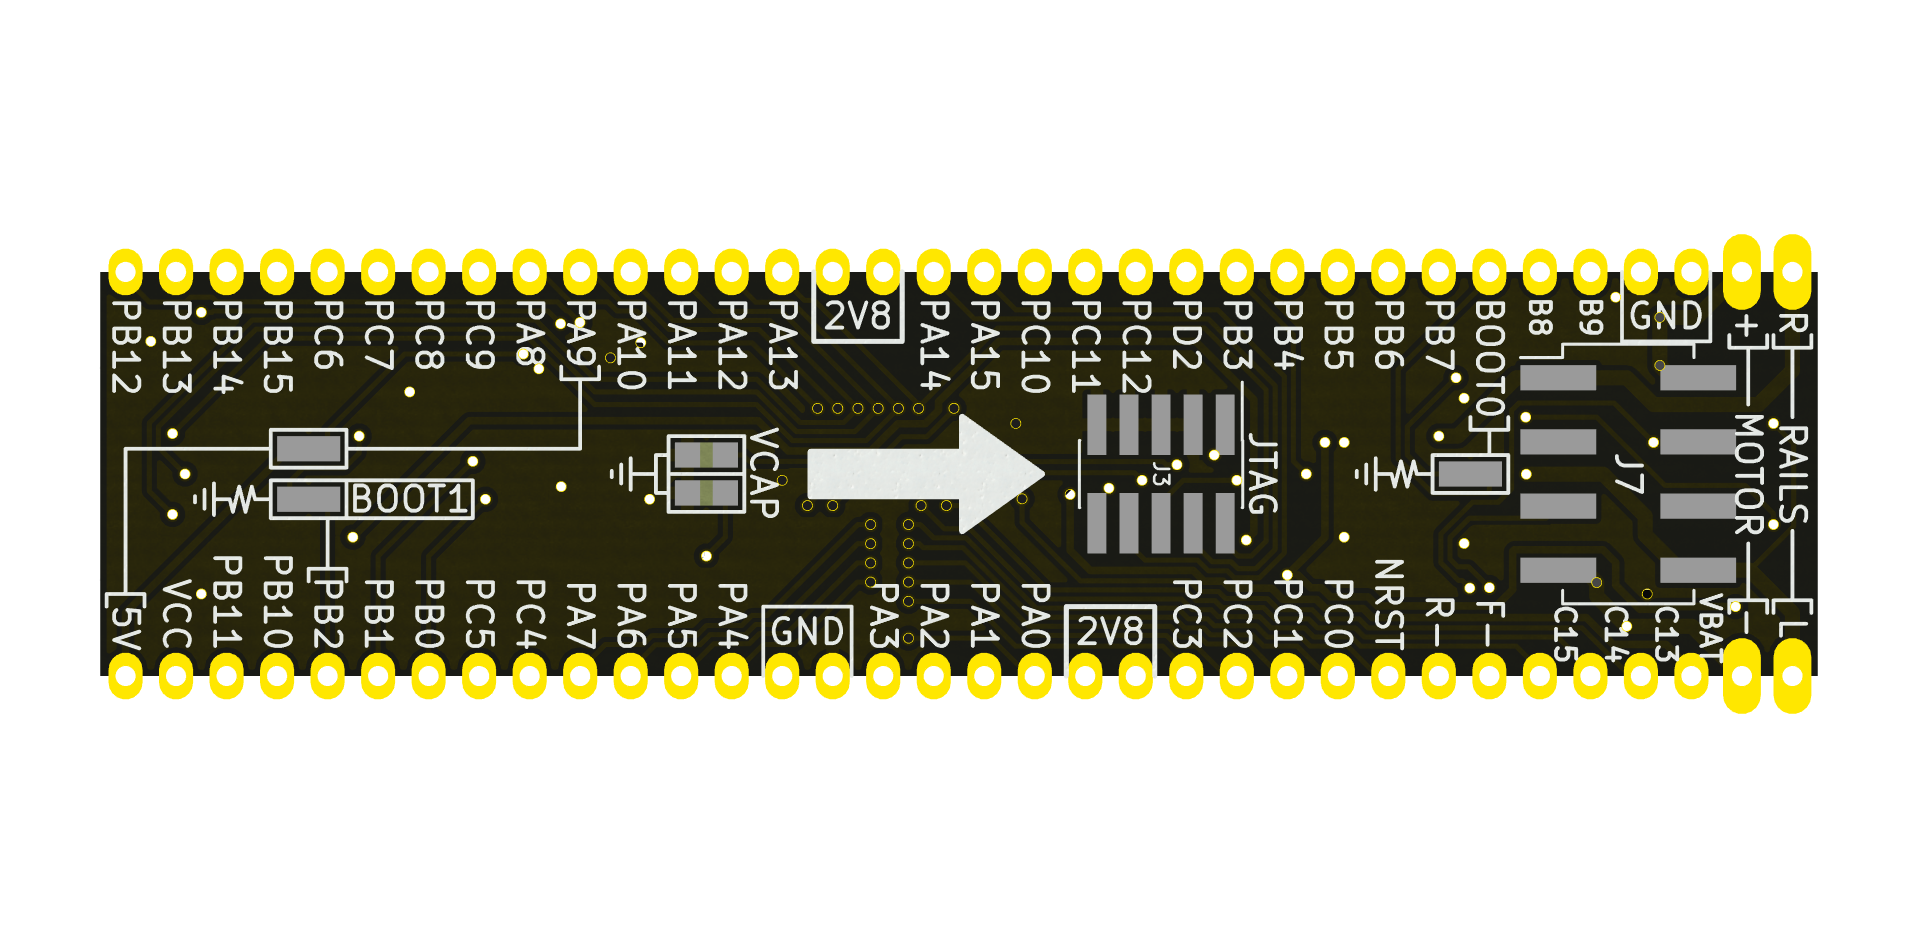 PB12
PB13
PB14
PB15
PC6
PC7
PC8
PC9
PA8
PA9
PA10
PA11
PA12
PA13
2V8
PA14
PA15
PC10
PC11
PC12
PD2
PB3
PB4
PB5
PB6
PB7
BOOT0
B8
B9
GND
+
R
BOOT1
VCAP
J3
JTAG
J7
MOTOR
RAILS
5V
VCC
PB11
PB10
PB2
PB1
PB0
PC5
PC4
PA7
PA6
PA5
PA4
GND
PA3
PA2
PA1
PA0
2V8
PC3
PC2
PC1
PC0
NRST
R-
F-
C15
C14
C13
VBAT
-
L